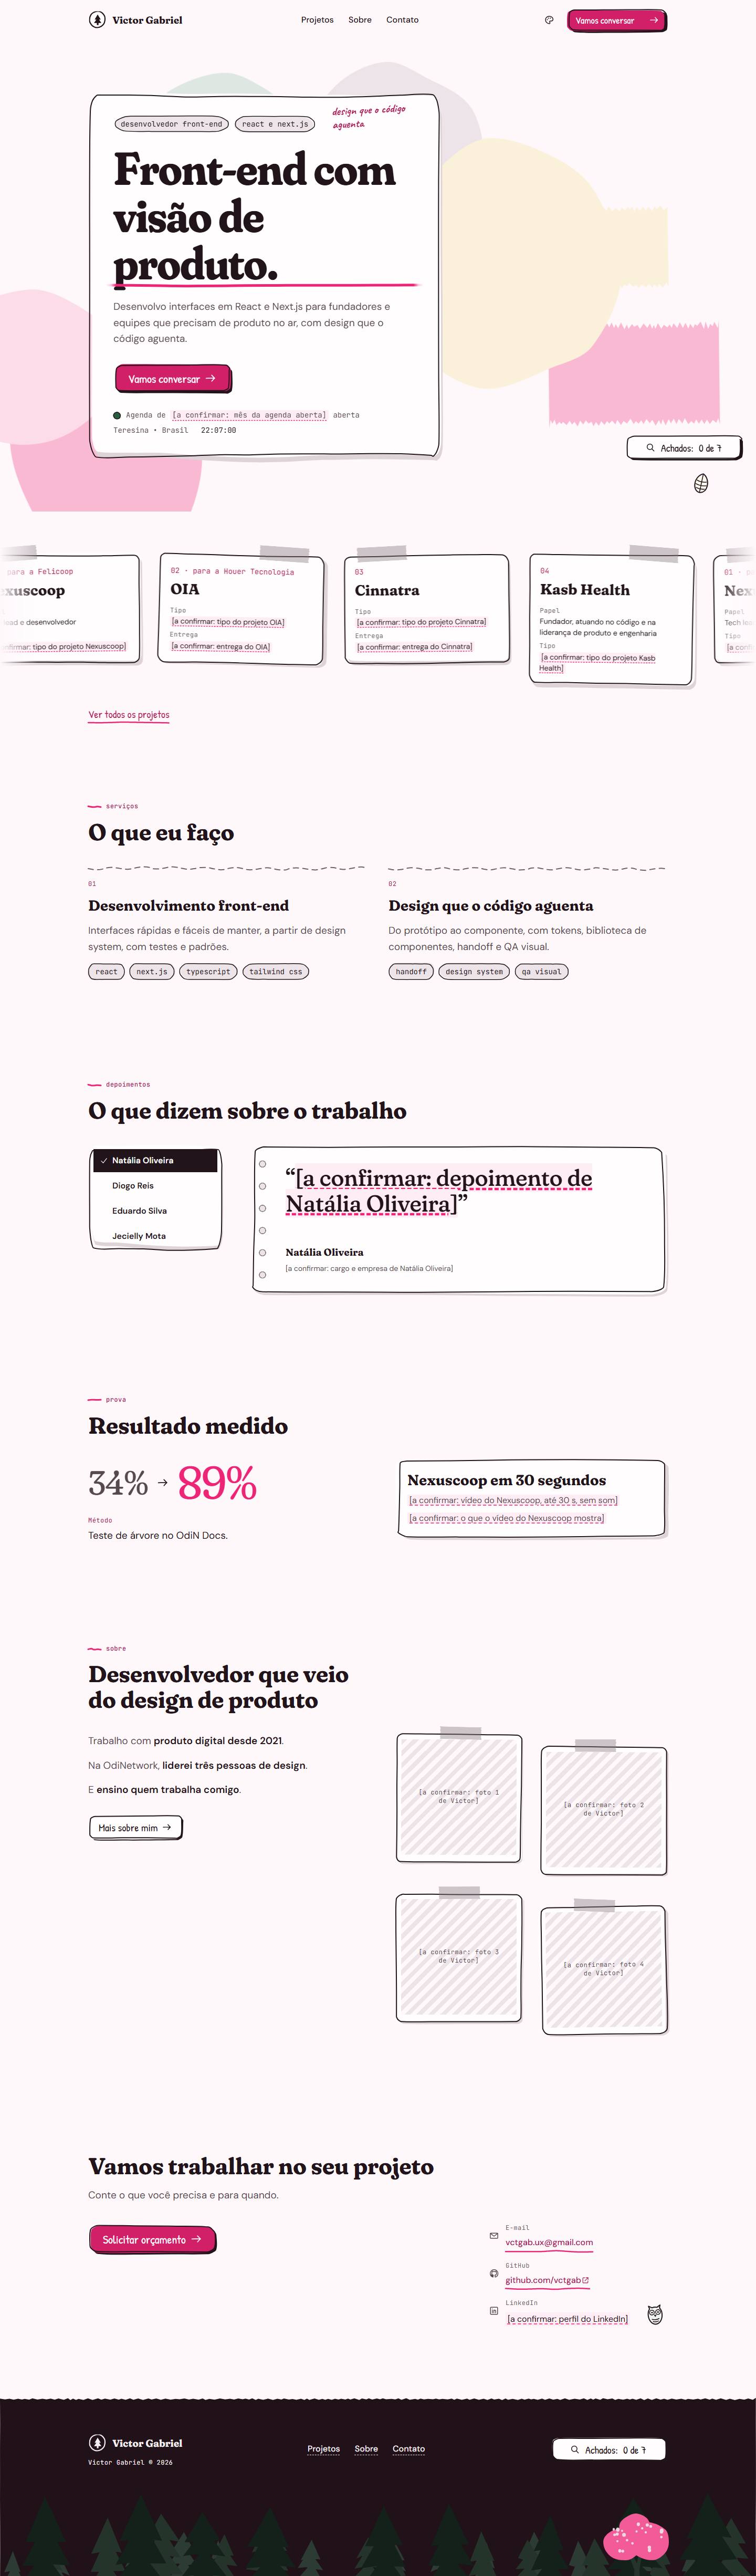 Victor Gabriel
Projetos Sobre Contato
Vamos conversar
desenvolvedor front-end
react e next.js
design que o código
aguenta
Front-end com
visão de
produto.
Desenvolvo interfaces em React e Next.js para fundadores e
equipes que precisam de produto no ar, com design que o
código aguenta.
Vamos conversar
Agenda de [a confirmar: mês da agenda aberta] aberta
Teresina • Brasil 22:07:00
Achados: 0 de 7
para a Felicoop
xuscoop
ead e desenvolvedor
nfirmar: tipo do projeto Nexuscoop]
02 · para a Houer Tecnologia
OIA
Tipo
[a confirmar: tipo do projeto OIA]
Entrega
[a confirmar: entrega do OIA]
03
Cinnatra
Tipo
[a confirmar: tipo do projeto Cinnatra]
Entrega
[a confirmar: entrega do Cinnatra]
04
Kasb Health
Papel
Fundador, atuando no código e na
liderança de produto e engenharia
Tipo
[a confirmar: tipo do projeto Kasb
Health]
01
Nex
Papel
Tech
Tipo
Ver todos os projetos
serviços
O que eu faço
01
Desenvolvimento front-end
Interfaces rápidas e fáceis de manter, a partir de design
system, com testes e padrões.
react
next.js
typescript
tailwind css
02
Design que o código aguenta
Do protótipo ao componente, com tokens, biblioteca de
componentes, handoff e QA visual.
handoff
design system
qa visual
depoimentos
O que dizem sobre o trabalho
Natália Oliveira
Diogo Reis
Eduardo Silva
Jecielly Mota
“[a confirmar: depoimento de
Natália Oliveira]”
Natália Oliveira
[a confirmar: cargo e empresa de Natália Oliveira]
prova
Resultado medido
34% → 89%
Método
Teste de árvore no OdiN Docs.
Nexuscoop em 30 segundos
[a confirmar: vídeo do Nexuscoop, até 30 s, sem som]
[a confirmar: o que o vídeo do Nexuscoop mostra]
sobre
Desenvolvedor que veio
do design de produto
Trabalho com produto digital desde 2021.
Na OdiNetwork, liderei três pessoas de design.
E ensino quem trabalha comigo.
Mais sobre mim
[a confirmar: foto 1
de Victor]
[a confirmar: foto 2
de Victor]
[a confirmar: foto 3
de Victor]
[a confirmar: foto 4
de Victor]
Vamos trabalhar no seu projeto
Conte o que você precisa e para quando.
Solicitar orçamento
E-mail
vctgab.ux@gmail.com
GitHub
github.com/vctgab
LinkedIn
[a confirmar: perfil do LinkedIn]
Victor Gabriel
Victor Gabriel © 2026
Projetos Sobre Contato
Achados: 0 de 7